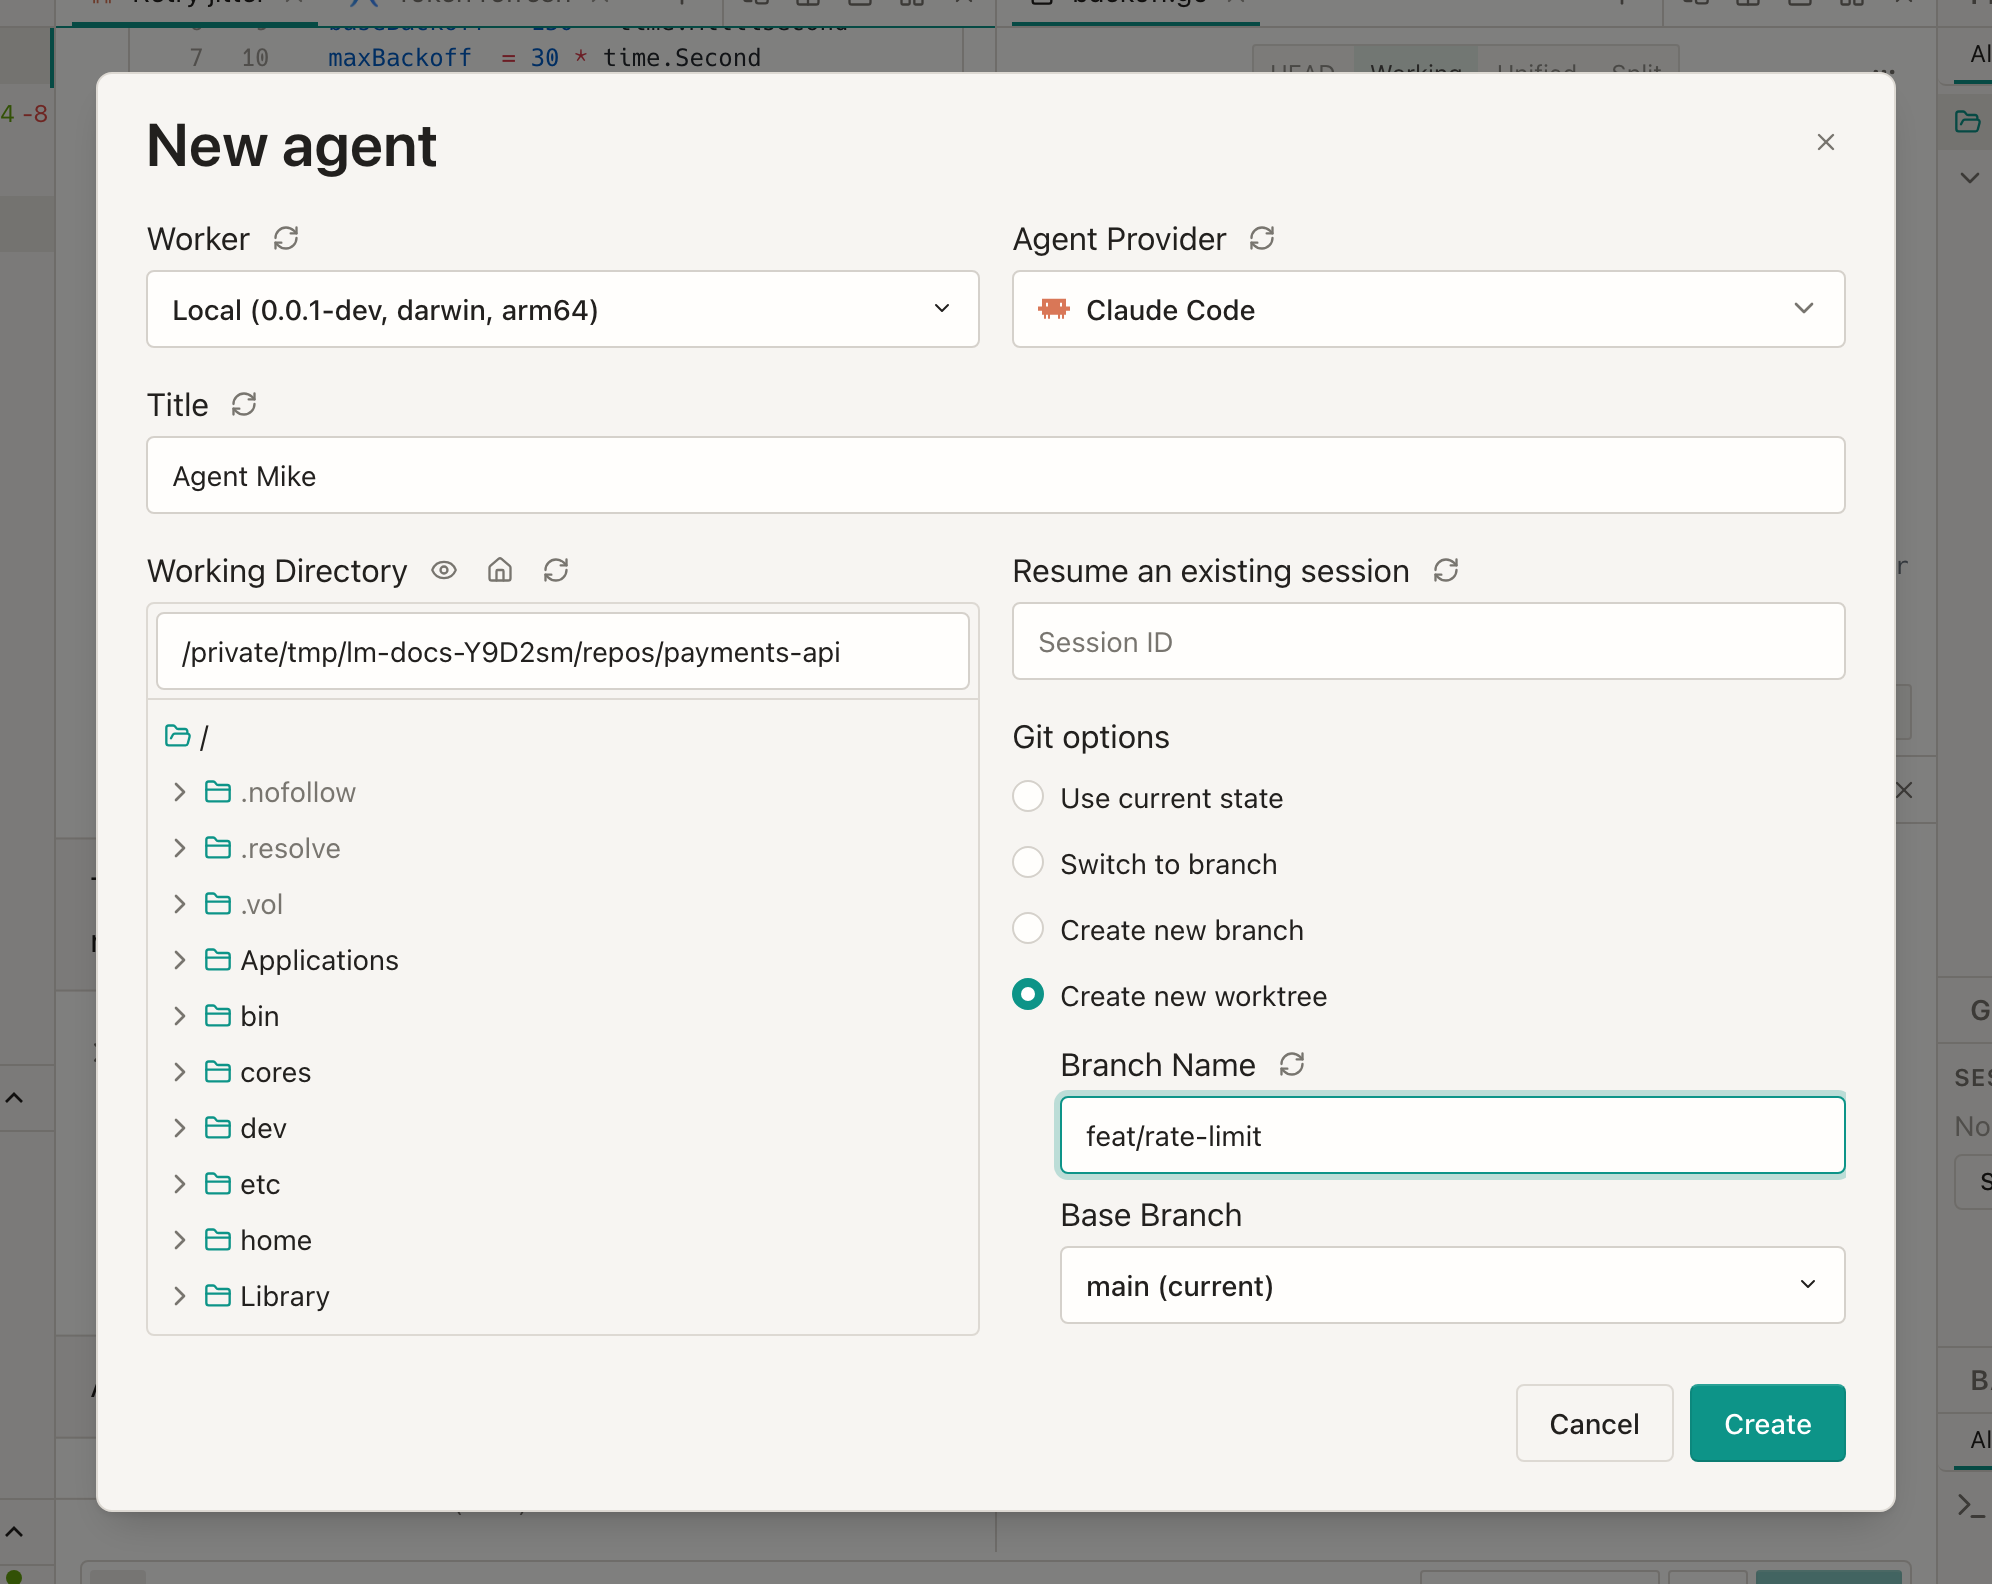 7 10 maxBackoff = 30 * time.Second
4 -8
New agent
Worker
Agent Provider
Local (0.0.1-dev, darwin, arm64)
Claude Code
Title
Agent Mike
Working Directory
Resume an existing session
/private/tmp/lm-docs-Y9D2sm/repos/payments-api
Session ID
/
Git options
.nofollow
Use current state
.resolve
Switch to branch
.vol
Create new branch
Applications
Create new worktree
bin
cores
Branch Name
dev
feat/rate-limit
etc
Base Branch
home
main (current)
Library
Cancel
Create